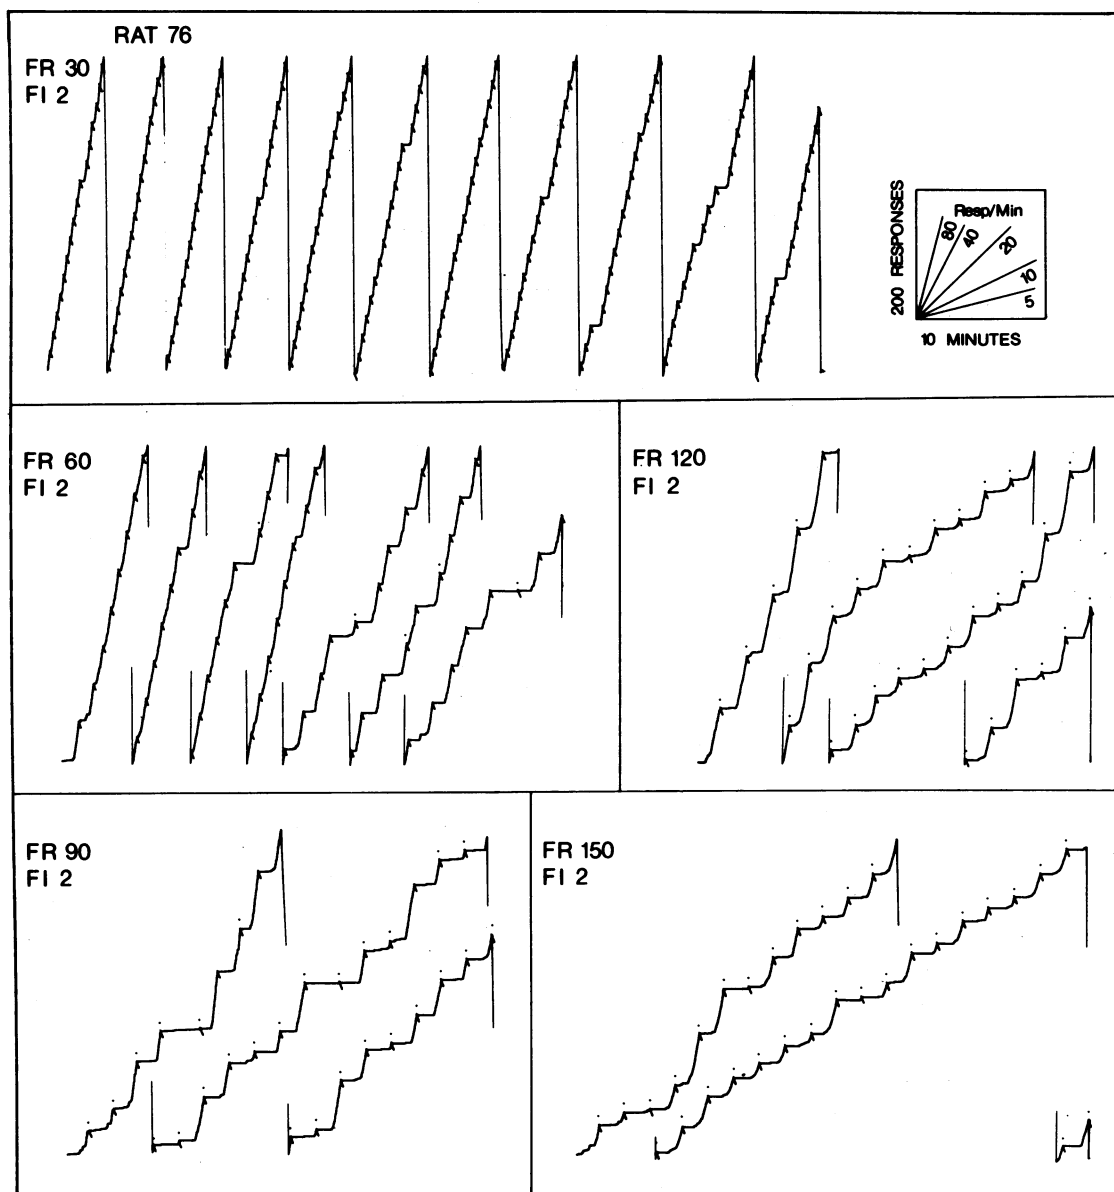 RAT 76
FR 30
FI 2
200 RESPONSES
Resp/Min
80
40
20
10
5
10 MINUTES
FR 60
FI 2
FR 120
FI 2
FR 90
FI 2
FR 150
FI 2